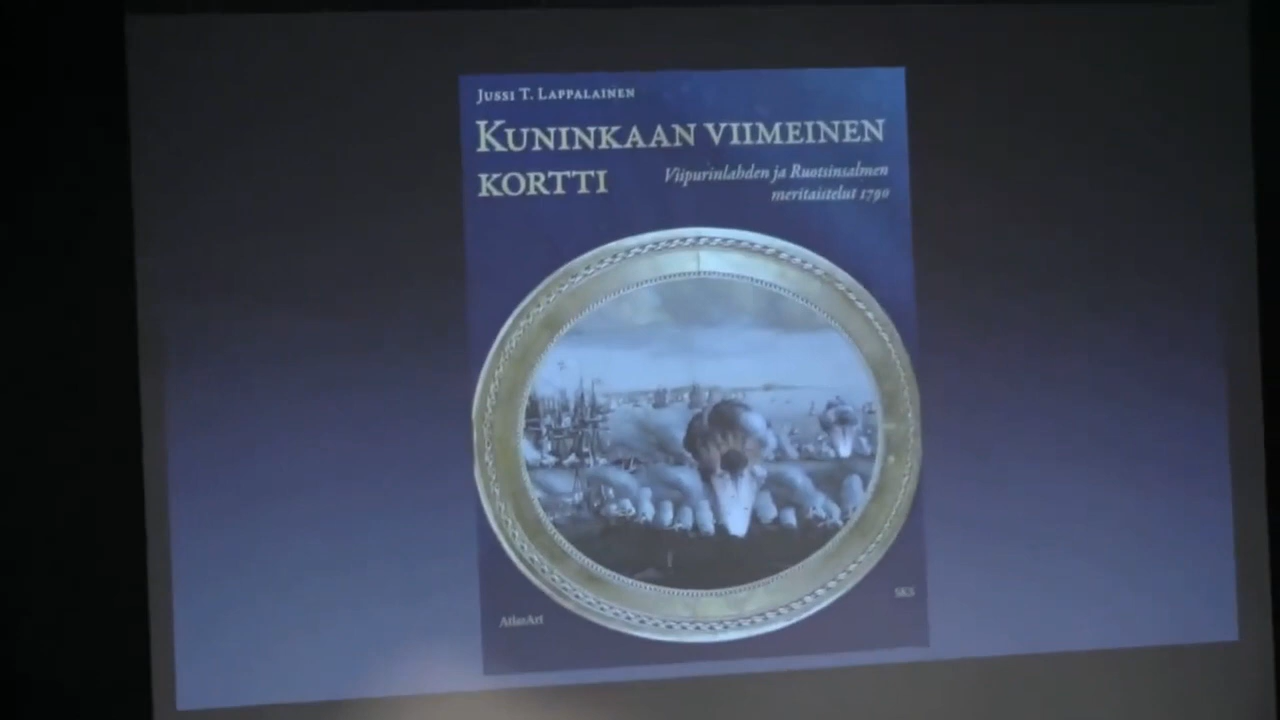 JUSSI T. LAPPALAINEN
KUNINKAAN VIIMEINEN
KORTTI
Viipurinlahden ja Ruotsinsalmen
meritaistelut 1790
AtlasArt
SKS